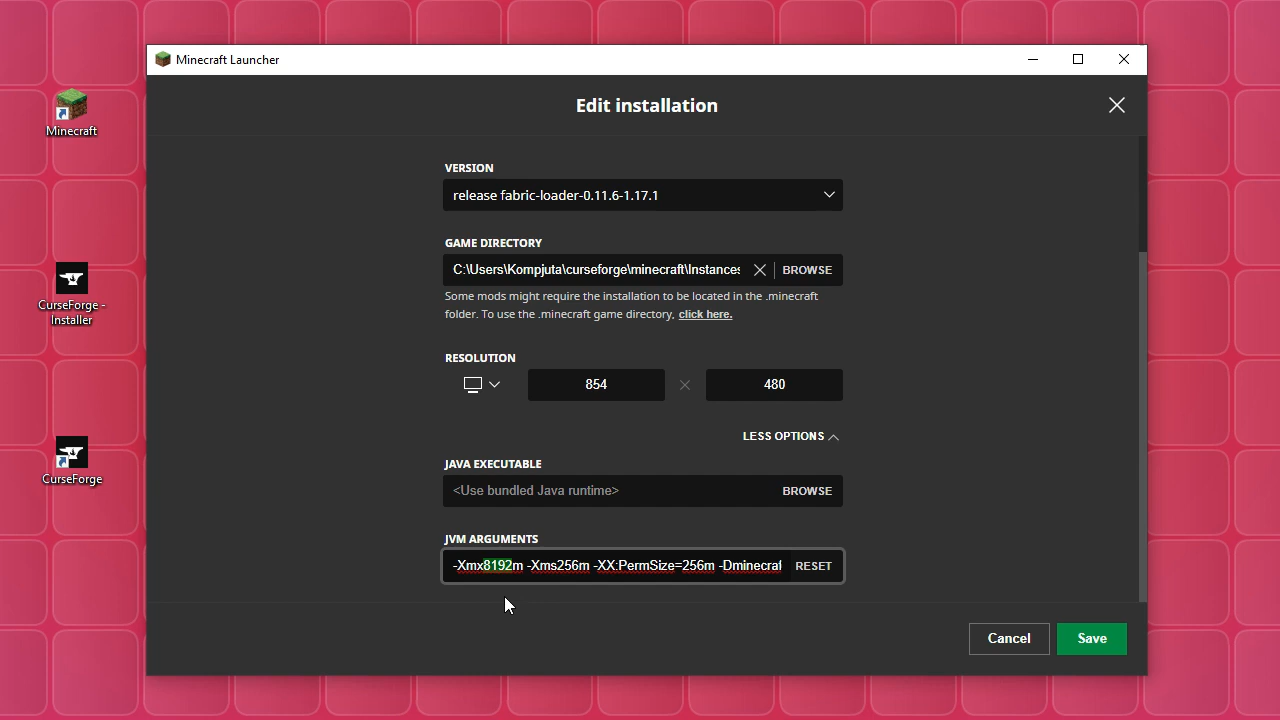 Minecraft Launcher
Edit installation
Minecraft
CurseForge -
Installer
CurseForge
VERSION
release fabric-loader-0.11.6-1.17.1
GAME DIRECTORY
C:\Users\Kompjuta\curseforge\minecraft\Instances
BROWSE
Some mods might require the installation to be located in the .minecraft
folder. To use the .minecraft game directory, click here.
RESOLUTION
854 × 480
LESS OPTIONS
JAVA EXECUTABLE
<Use bundled Java runtime>
BROWSE
JVM ARGUMENTS
-Xmx8192m -Xms256m -XX:PermSize=256m -Dminecraf
RESET
Cancel
Save